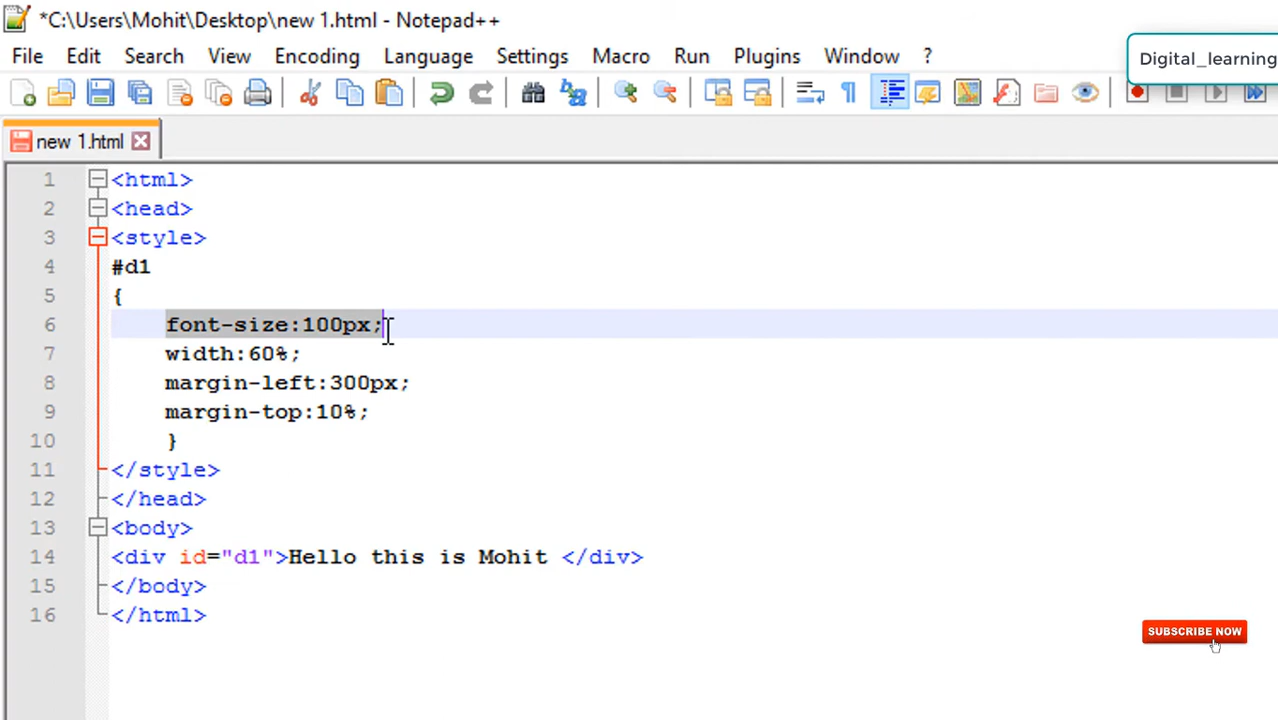 *C:\Users\Mohit\Desktop\new 1.html - Notepad++
File Edit Search View Encoding Language Settings Macro Run Plugins Window ?
Digital_learning
new 1.html
1 <html>
2 <head>
3 <style>
4 #d1
5 {
6 font-size:100px;
7 width:60%;
8 margin-left:300px;
9 margin-top:10%;
10 }
11 </style>
12 </head>
13 <body>
14 <div id="d1">Hello this is Mohit </div>
15 </body>
16 </html>
SUBSCRIBE NOW